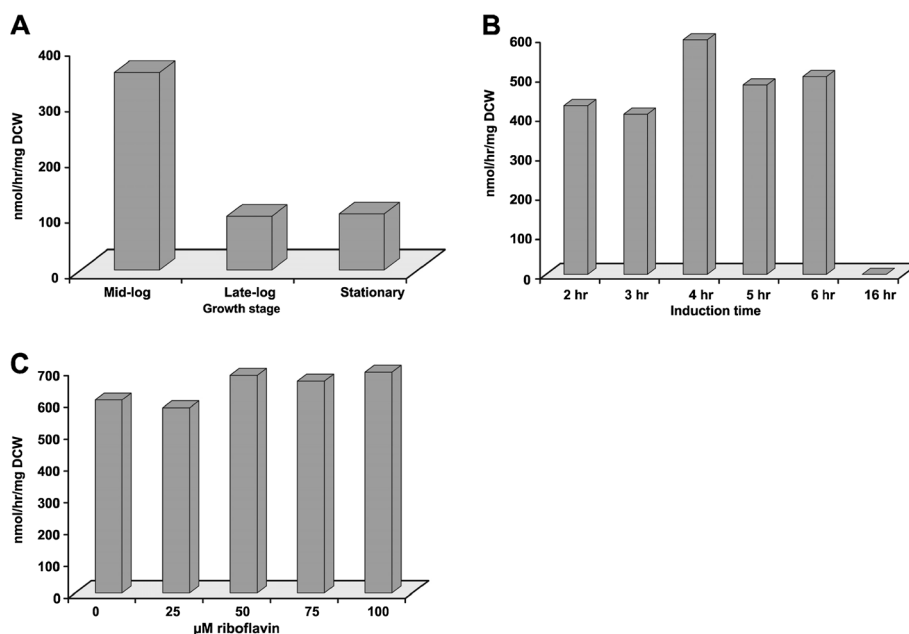 A
nmol/hr/mg DCW
400
300
200
100
0
Mid-log Late-log Stationary
Growth stage
B
nmol/hr/mg DCW
600
500
400
300
200
100
0
2 hr 3 hr 4 hr 5 hr 6 hr 16 hr
Induction time
C
nmol/hr/mg DCW
700
600
500
400
300
200
100
0
0 25 50 75 100
µM riboflavin